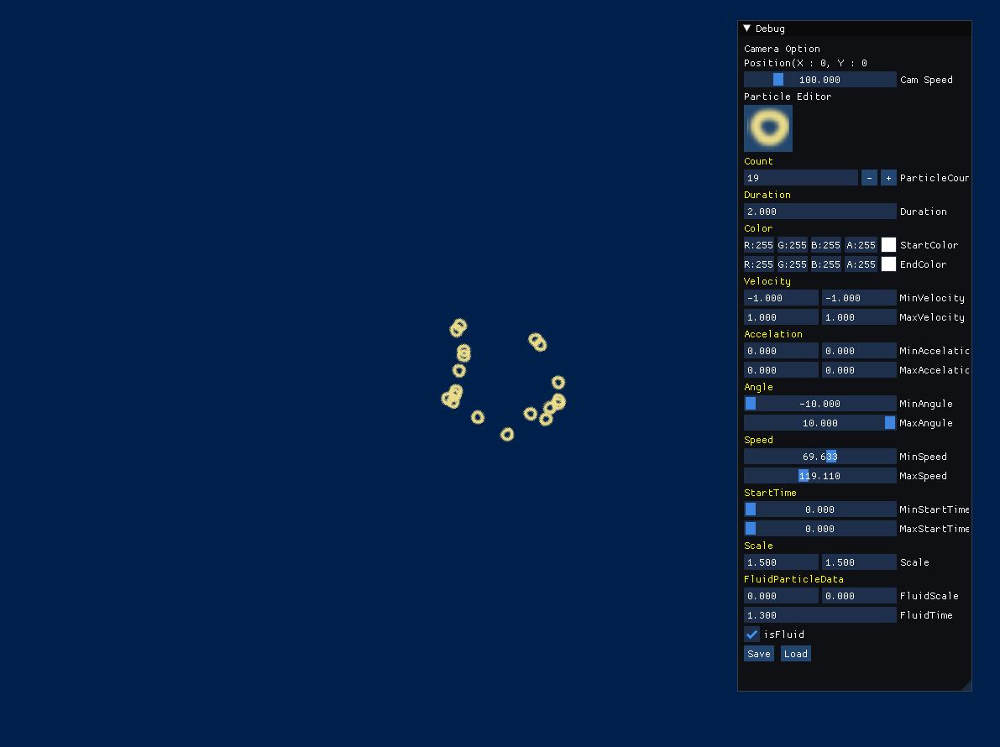 Debug
Camera Option
Position(X : 0, Y : 0
100.000 Cam Speed
Particle Editor
Count
19 - + ParticleCour
Duration
2.000 Duration
Color
R:255 G:255 B:255 A:255 StartColor
R:255 G:255 B:255 A:255 EndColor
Velocity
-1.000 -1.000 MinVelocity
1.000 1.000 MaxVelocity
Accelation
0.000 0.000 MinAccelatic
0.000 0.000 MaxAccelatic
Angle
-10.000 MinAngule
10.000 MaxAngule
Speed
69.633 MinSpeed
119.110 MaxSpeed
StartTime
0.000 MinStartTime
0.000 MaxStartTime
Scale
1.500 1.500 Scale
FluidParticleData
0.000 0.000 FluidScale
1.300 FluidTime
isFluid
Save Load